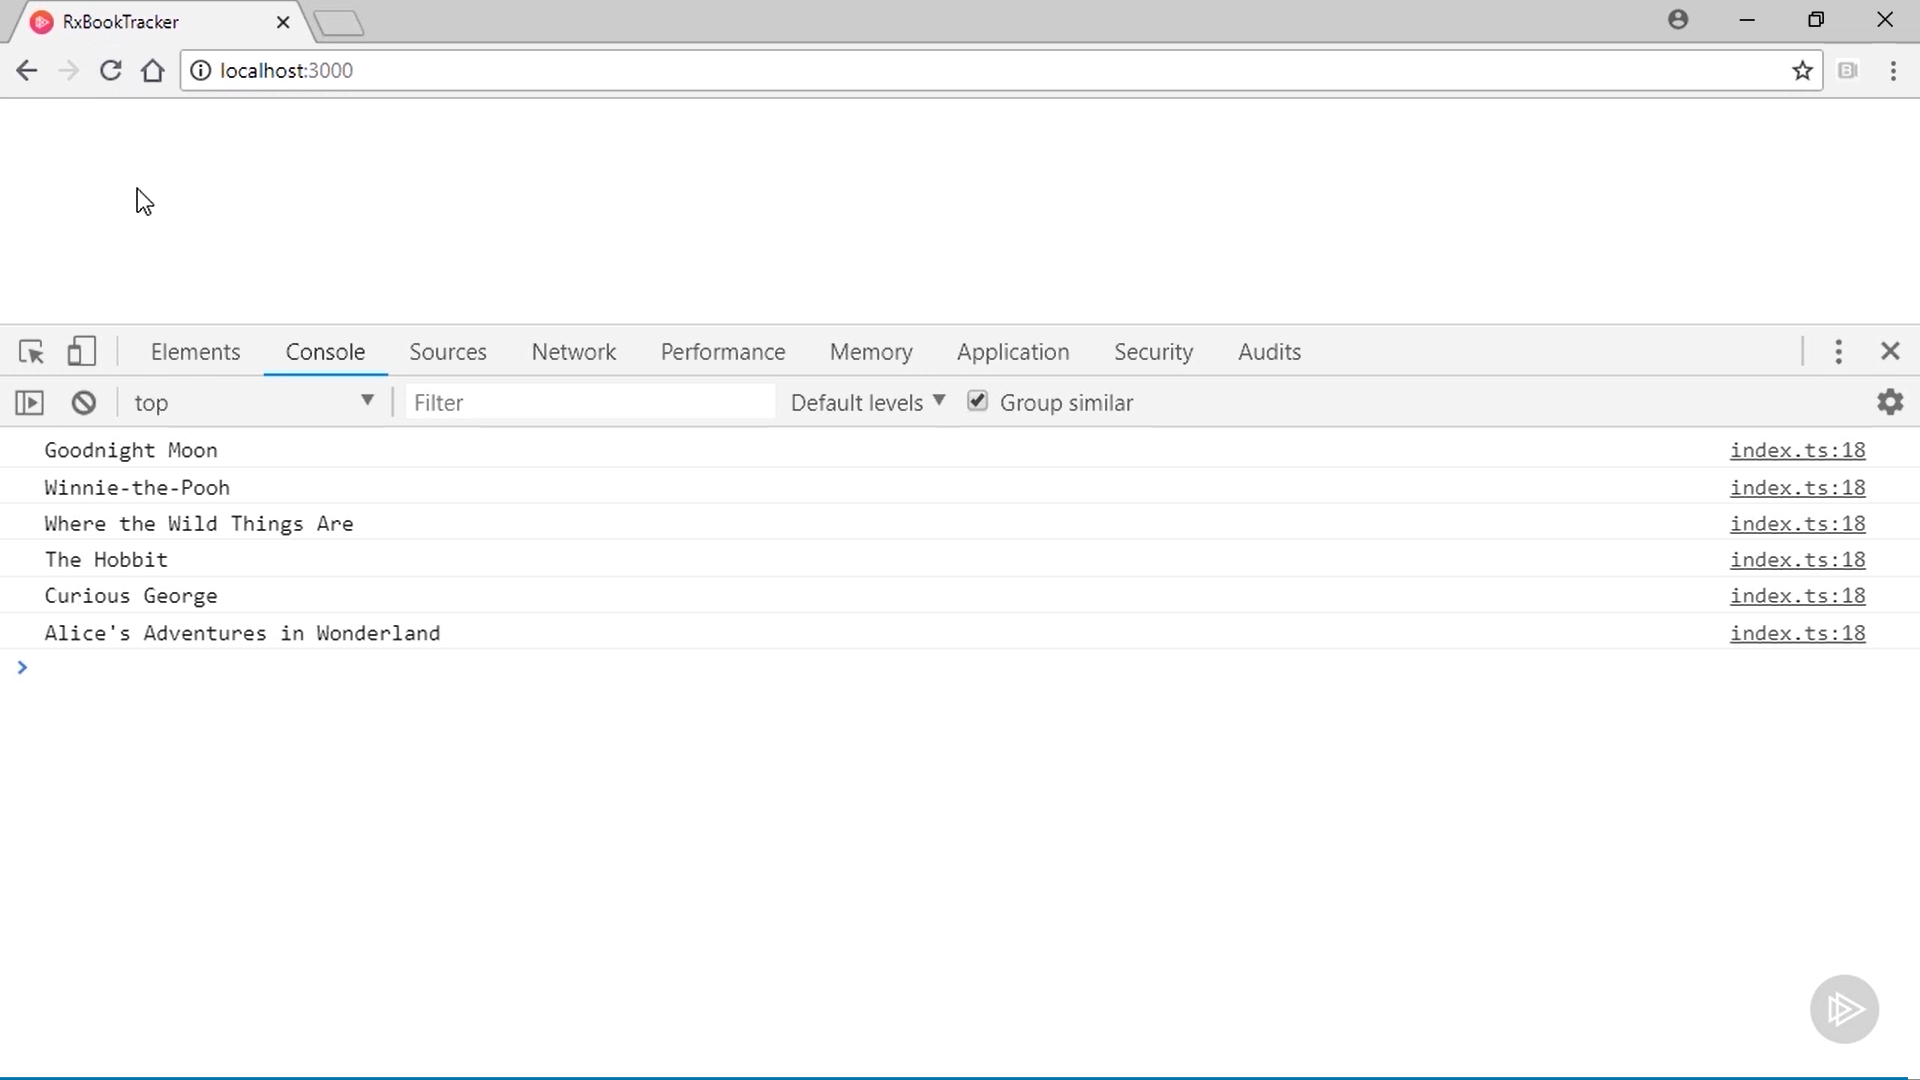 RxBookTracker
localhost:3000
Elements Console Sources Network Performance Memory Application Security Audits
top Filter Default levels Group similar
Goodnight Moon index.ts:18
Winnie-the-Pooh index.ts:18
Where the Wild Things Are index.ts:18
The Hobbit index.ts:18
Curious George index.ts:18
Alice's Adventures in Wonderland index.ts:18